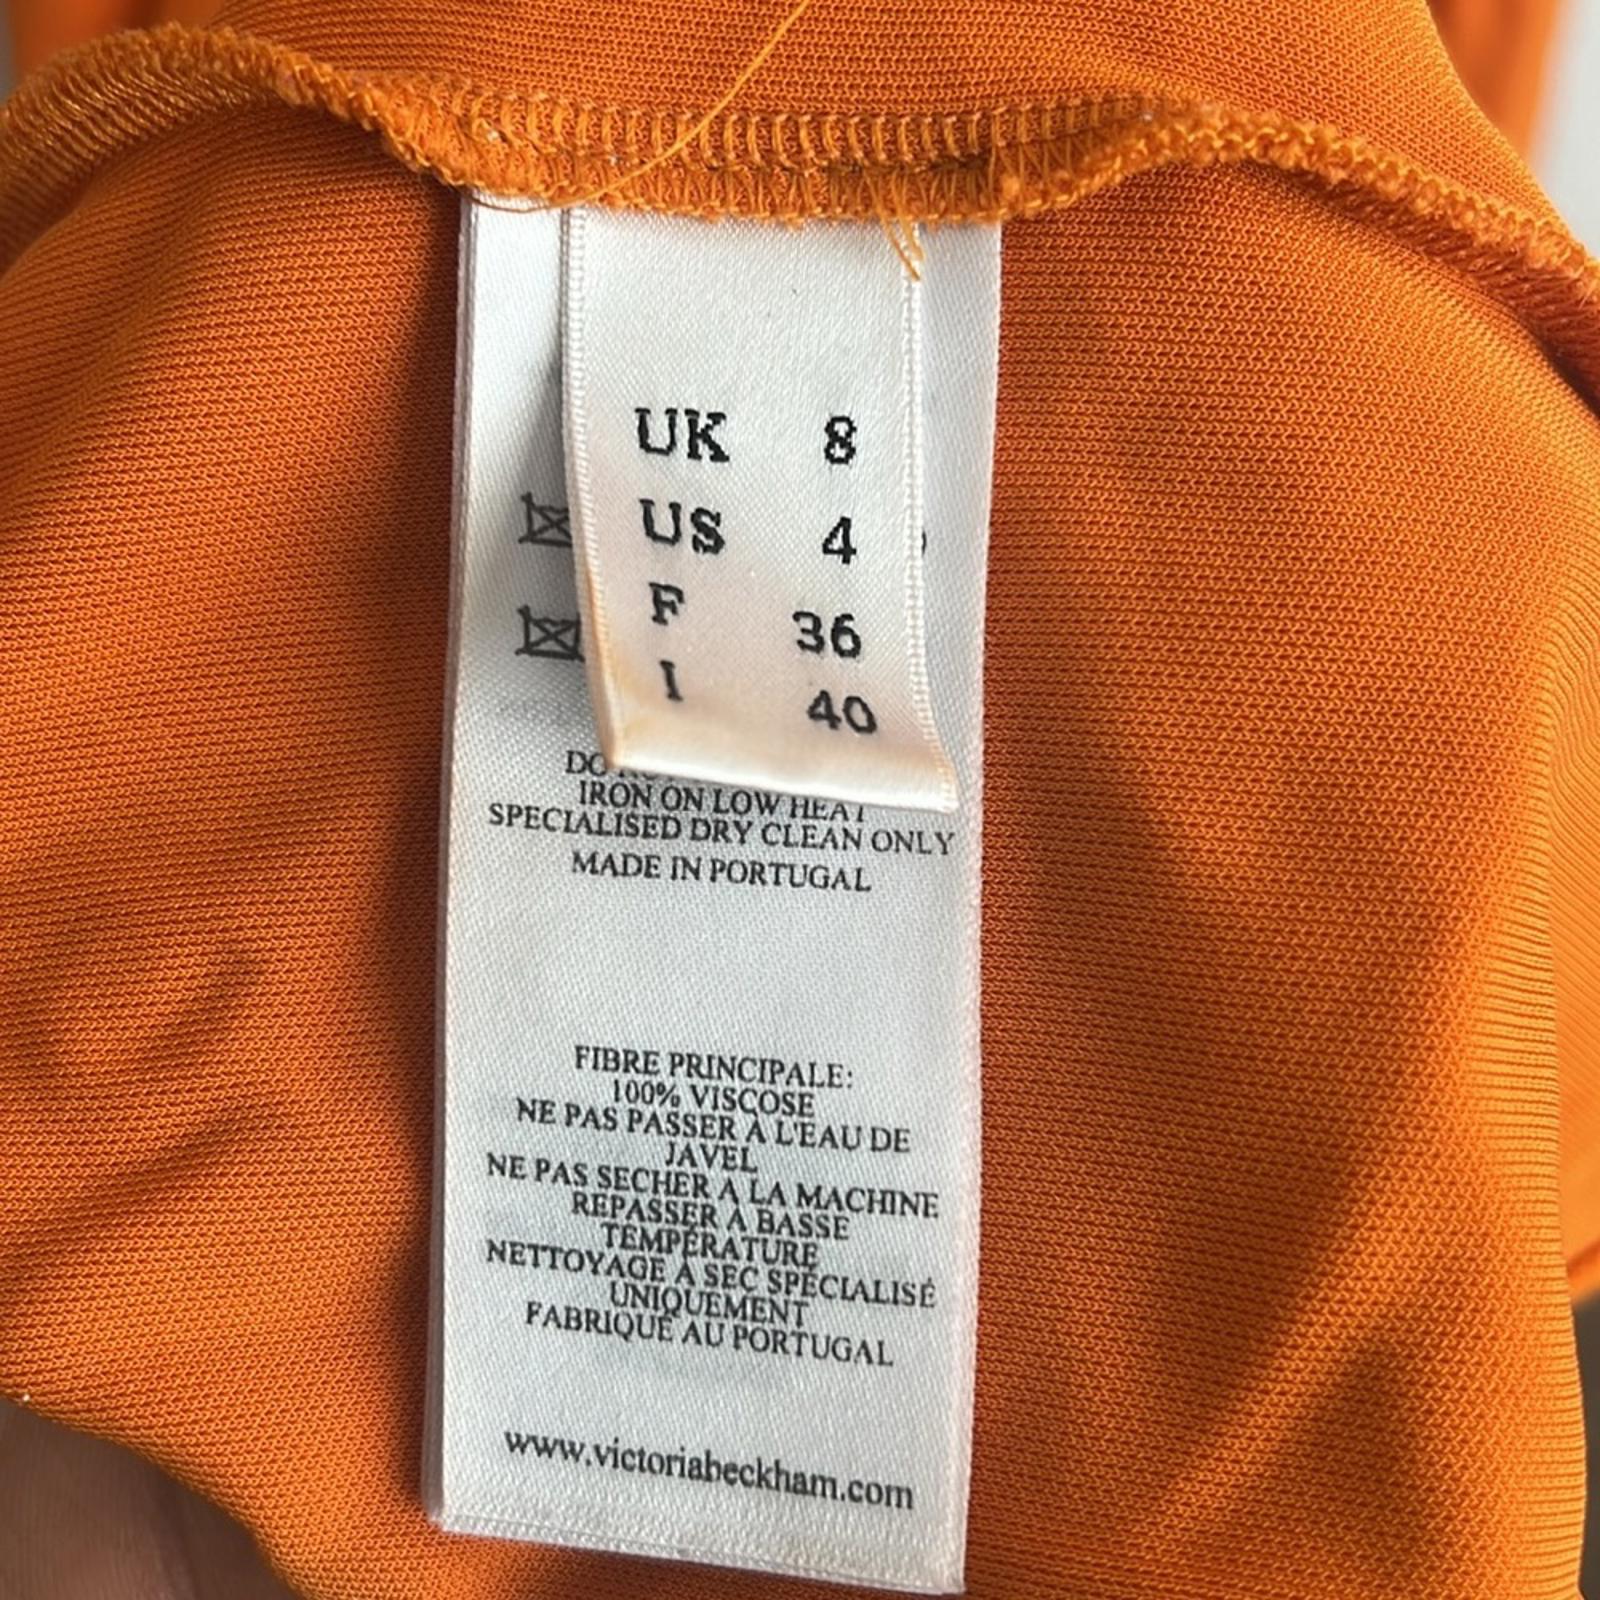 UK 8
US 4
F 36
I 40
DO
IRON ON LOW HEAT
SPECIALISED DRY CLEAN ONLY
MADE IN PORTUGAL
FIBRE PRINCIPALE:
100% VISCOSE
NE PAS PASSER À L'EAU DE
JAVEL
NE PAS SECHER A LA MACHINE
REPASSER À BASSE
TEMPÉRATURE
NETTOYAGE À SEC SPÉCIALISÉ
UNIQUEMENT
FABRIQUÉ AU PORTUGAL
www.victoriabeckham.com